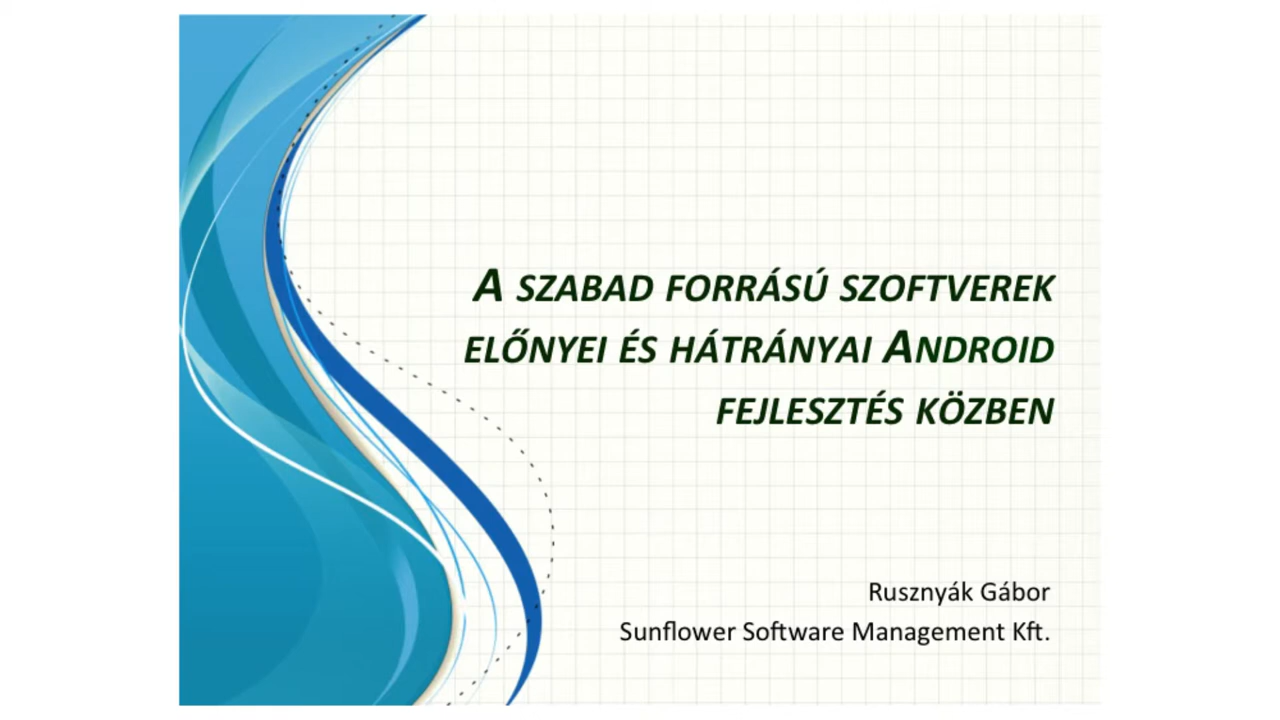 A SZABAD FORRÁSÚ SZOFTVEREK
ELŐNYEI ÉS HÁTRÁNYAI ANDROID
FEJLESZTÉS KÖZBEN
Rusznyák Gábor
Sunflower Software Management Kft.